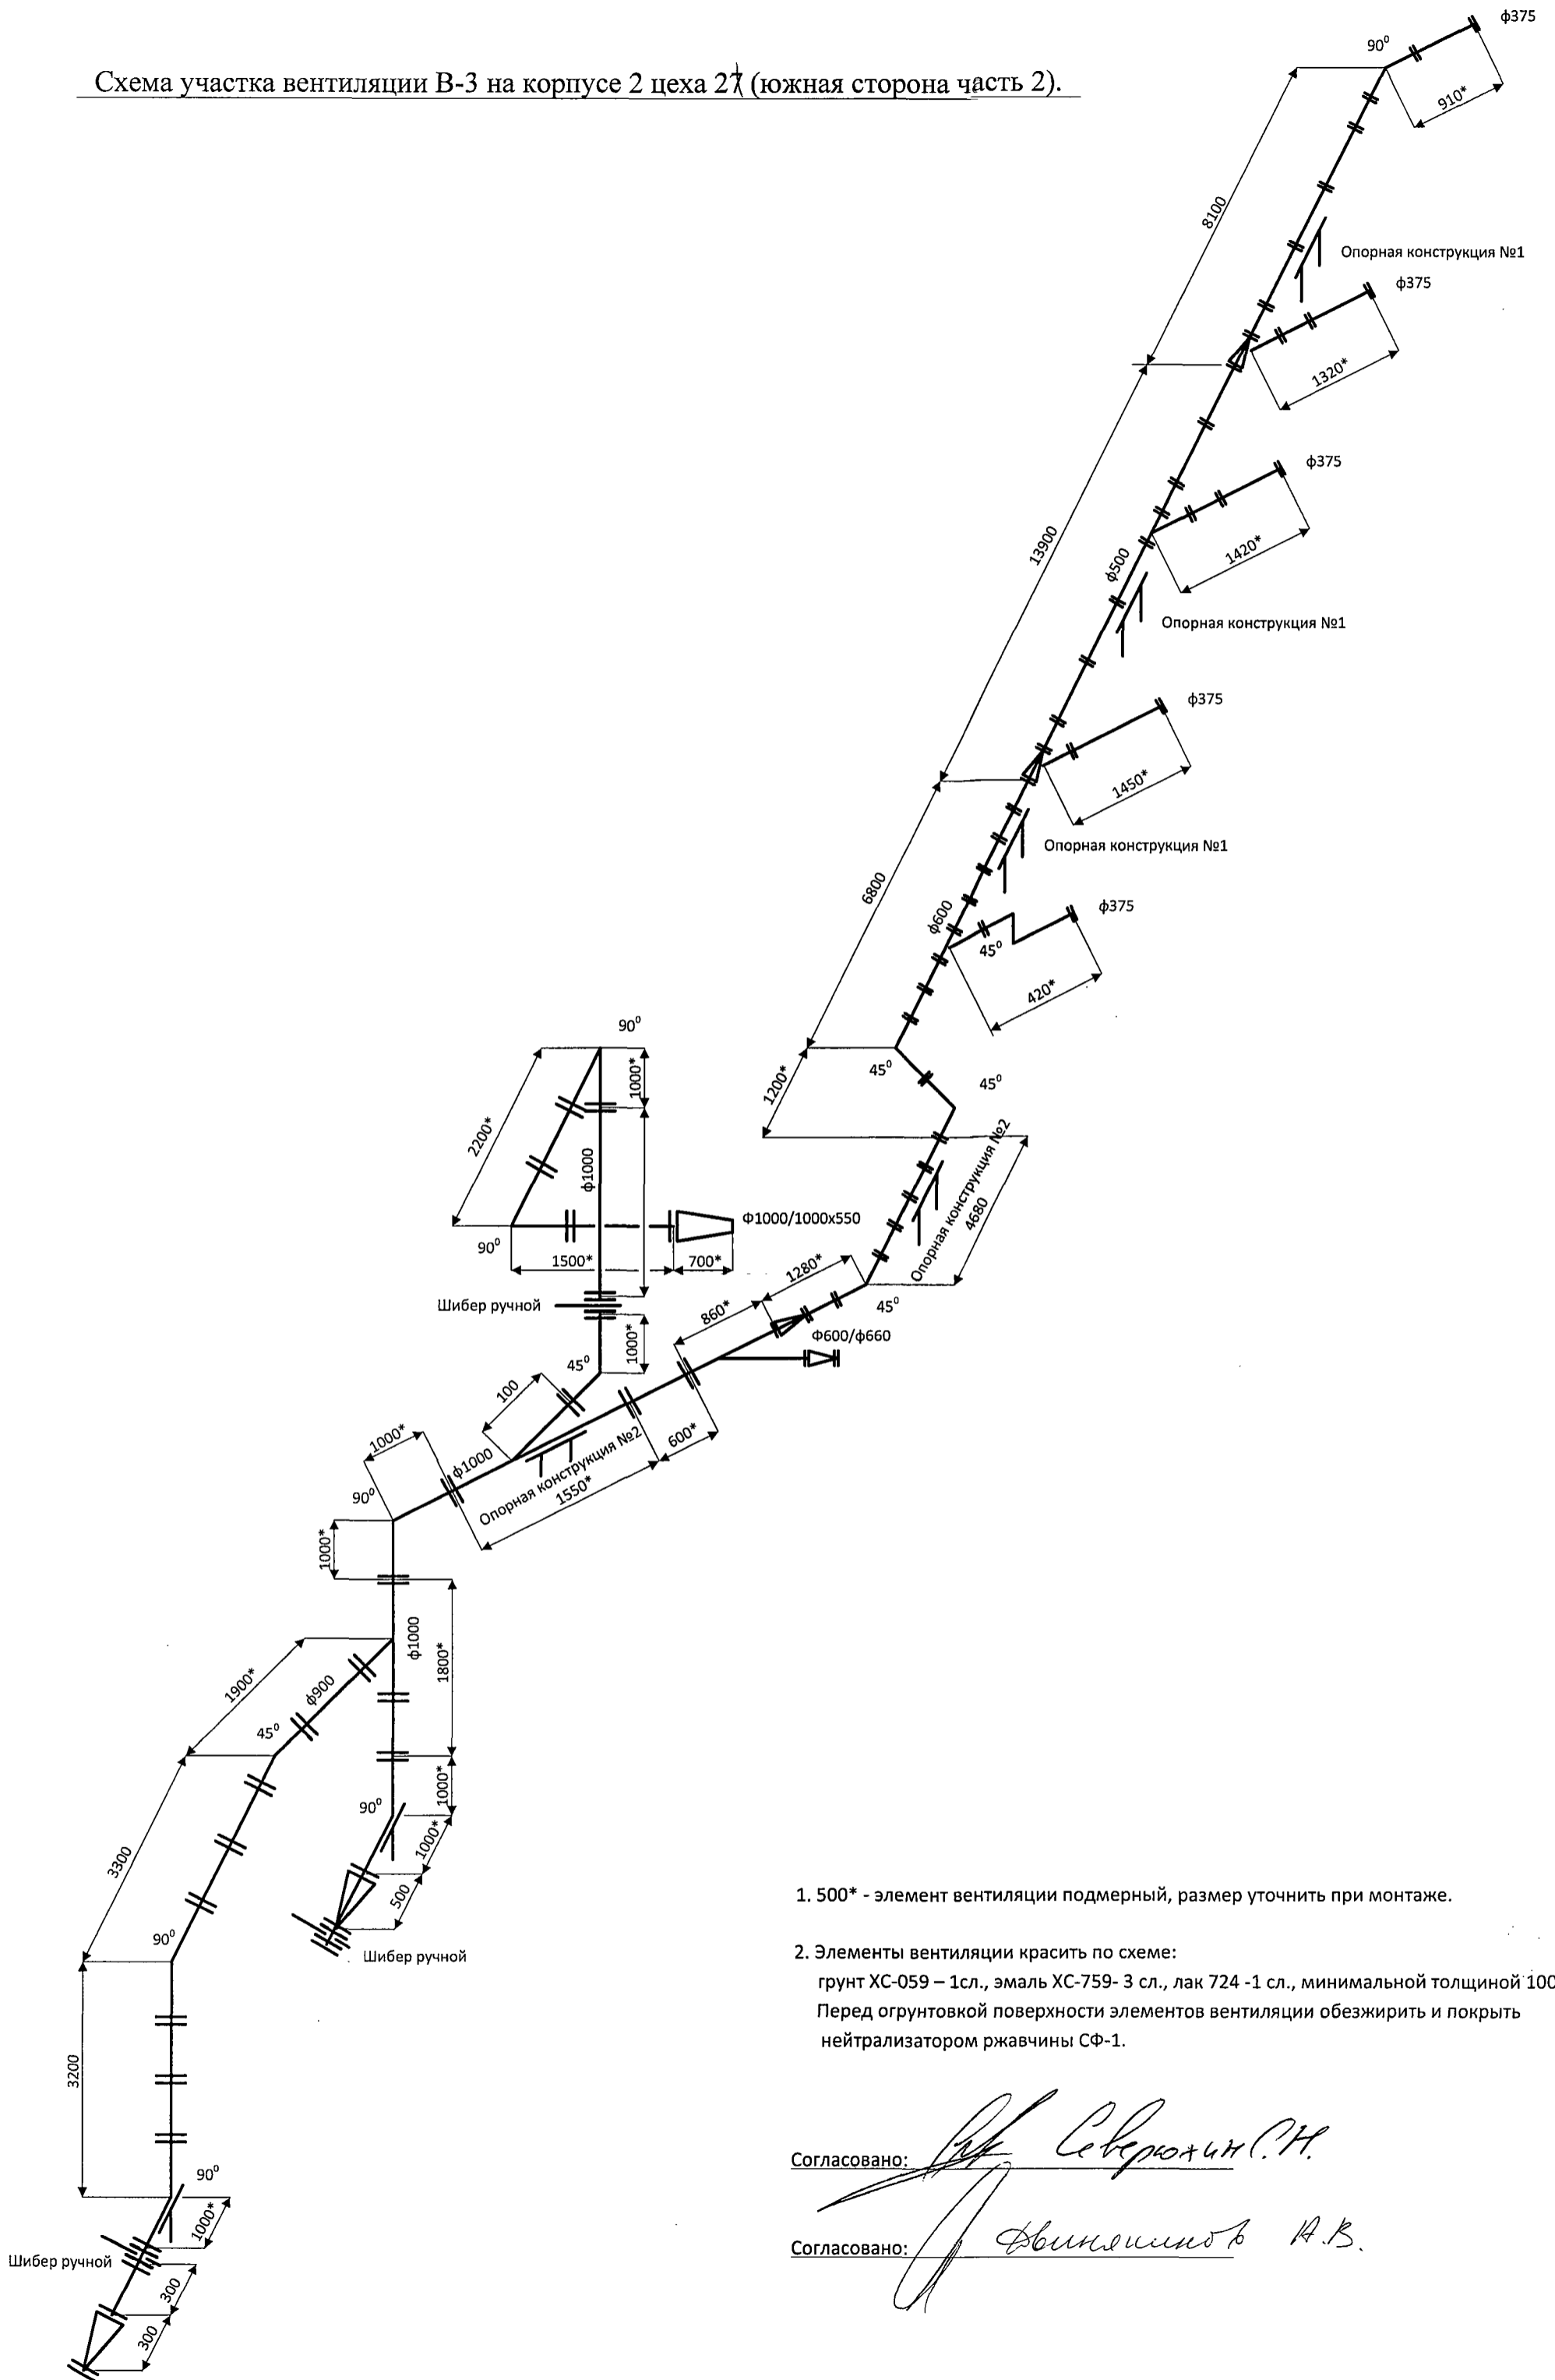 Схема участка вентиляции В-3 на корпусе 2 цеха 27 (южная сторона часть 2).
ф375
90⁰
910*
8100
Опорная конструкция №1
ф375
1320*
ф375
13900
1420*
ф500
Опорная конструкция №1
ф375
1450*
Опорная конструкция №1
6800
ф600
ф375
45⁰
420*
90⁰
1000*
45⁰
45⁰
1200*
2200*
ф1000
Опорная конструкция №2
4680
Ф1000/1000х550
90⁰
1500*
700*
1280*
Шибер ручной
860*
45⁰
Ф600/ф660
1000*
45⁰
100
1000*
600*
ф1000
Опорная конструкция №2
1550*
90⁰
1000*
ф1000
1800*
1900*
ф900
45⁰
1000*
90⁰
1000*
3300
500
90⁰
Шибер ручной
1. 500* - элемент вентиляции подмерный, размер уточнить при монтаже.
2. Элементы вентиляции красить по схеме:
грунт ХС-059 – 1сл., эмаль ХС-759- 3 сл., лак 724 -1 сл., минимальной толщиной 100
Перед огрунтовкой поверхности элементов вентиляции обезжирить и покрыть
нейтрализатором ржавчины СФ-1.
3200
Согласовано: Северюхин С.Н.
90⁰
1000*
Согласовано: А.В.
Шибер ручной
300
300